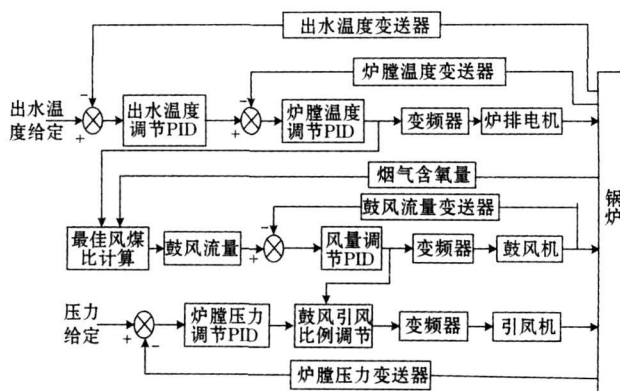 出水温度变送器
炉膛温度变送器
出水温
度给定
出水温度
调节PID
炉膛温度
调节PID
变频器
炉排电机
烟气含氧量
鼓风流量变送器
锅炉
最佳风煤
比计算
鼓风流量
风量调
节PID
变频器
鼓风机
压力
给定
炉膛压力
调节PID
鼓风引风
比例调节
变频器
引风机
炉膛压力变送器